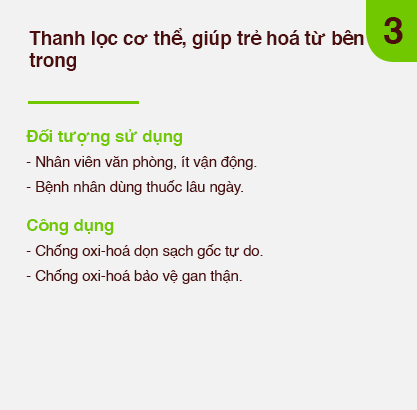 Thanh lọc cơ thể, giúp trẻ hoá từ bên
trong
3
Đối tượng sử dụng
- Nhân viên văn phòng, ít vận động.
- Bệnh nhân dùng thuốc lâu ngày.
Công dụng
- Chống oxi-hoá dọn sạch gốc tự do.
- Chống oxi-hoá bảo vệ gan thận.